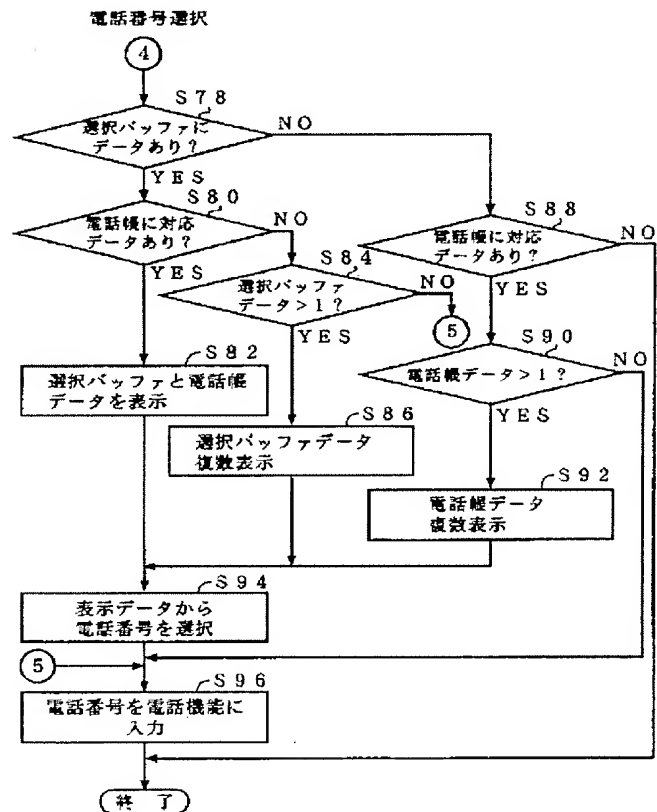 電話番号選択
4
S78
選択バッファに
データあり?
NO
YES
S80
電話帳に対応
データあり?
NO
YES
S88
電話帳に対応
データあり?
NO
YES
S84
選択バッファ
データ>1?
NO
YES
5
S90
電話帳データ>1?
NO
YES
S82
選択バッファと電話帳
データを表示
S86
選択バッファデータ
複数表示
S92
電話帳データ
複数表示
S94
表示データから
電話番号を選択
5
S96
電話番号を電話機能に
入力
終 了